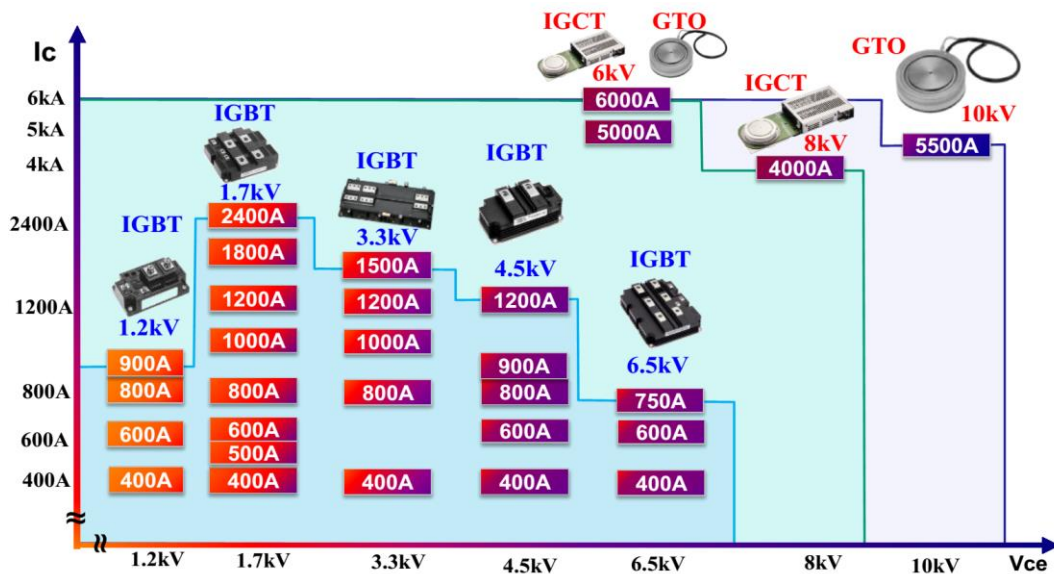 IGCT
GTO
Ic
GTO
6kV
IGCT
6kA
IGBT
6000A
10kV
5kA
5000A
8kV
5500A
4kA
IGBT
IGBT
4000A
1.7kV
2400A
IGBT
2400A
3.3kV
1800A
4.5kV
IGBT
1500A
1200A
1200A
1200A
1200A
1.2kV
1000A
1000A
900A
900A
6.5kV
800A
800A
800A
800A
800A
750A
600A
600A
600A
600A
600A
500A
400A
400A
400A
400A
400A
400A
1.2kV
1.7kV
3.3kV
4.5kV
6.5kV
8kV
10kV
Vce